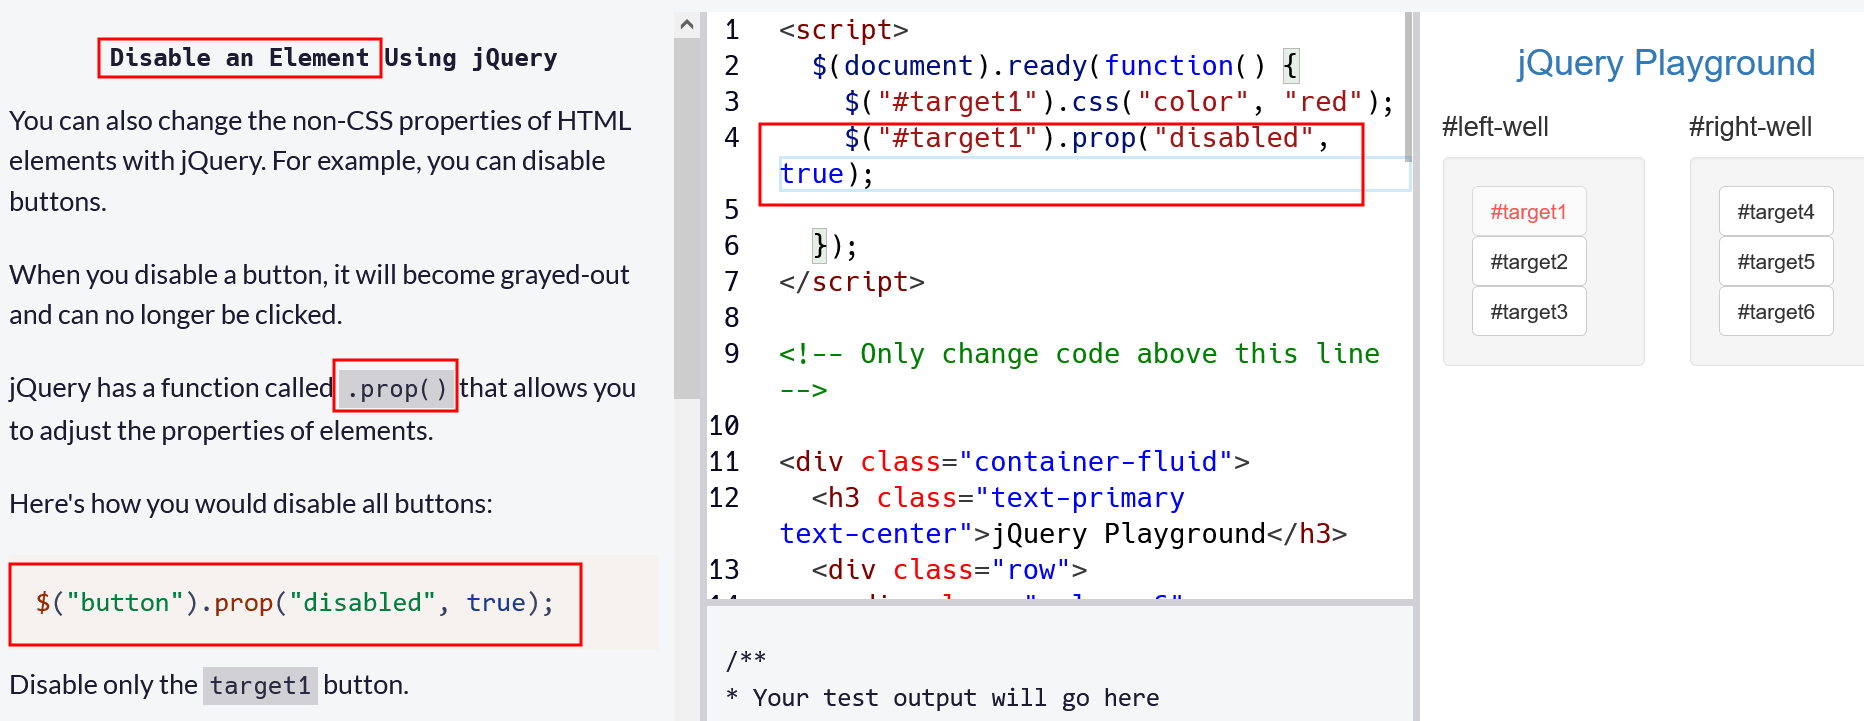 Disable an Element Using jQuery
You can also change the non-CSS properties of HTML
elements with jQuery. For example, you can disable
buttons.
When you disable a button, it will become grayed-out
and can no longer be clicked.
jQuery has a function called .prop() that allows you
to adjust the properties of elements.
Here's how you would disable all buttons:
$("button").prop("disabled", true);
Disable only the target1 button.
1 <script>
2 $(document).ready(function() {
3 $("#target1").css("color", "red");
4 $("#target1").prop("disabled",
true);
5
6 });
7 </script>
8
9 <!-- Only change code above this line
-->
10
11 <div class="container-fluid">
12 <h3 class="text-primary
text-center">jQuery Playground</h3>
13 <div class="row">
/**
* Your test output will go here
jQuery Playground
#left-well
#target1
#target2
#target3
#right-well
#target4
#target5
#target6